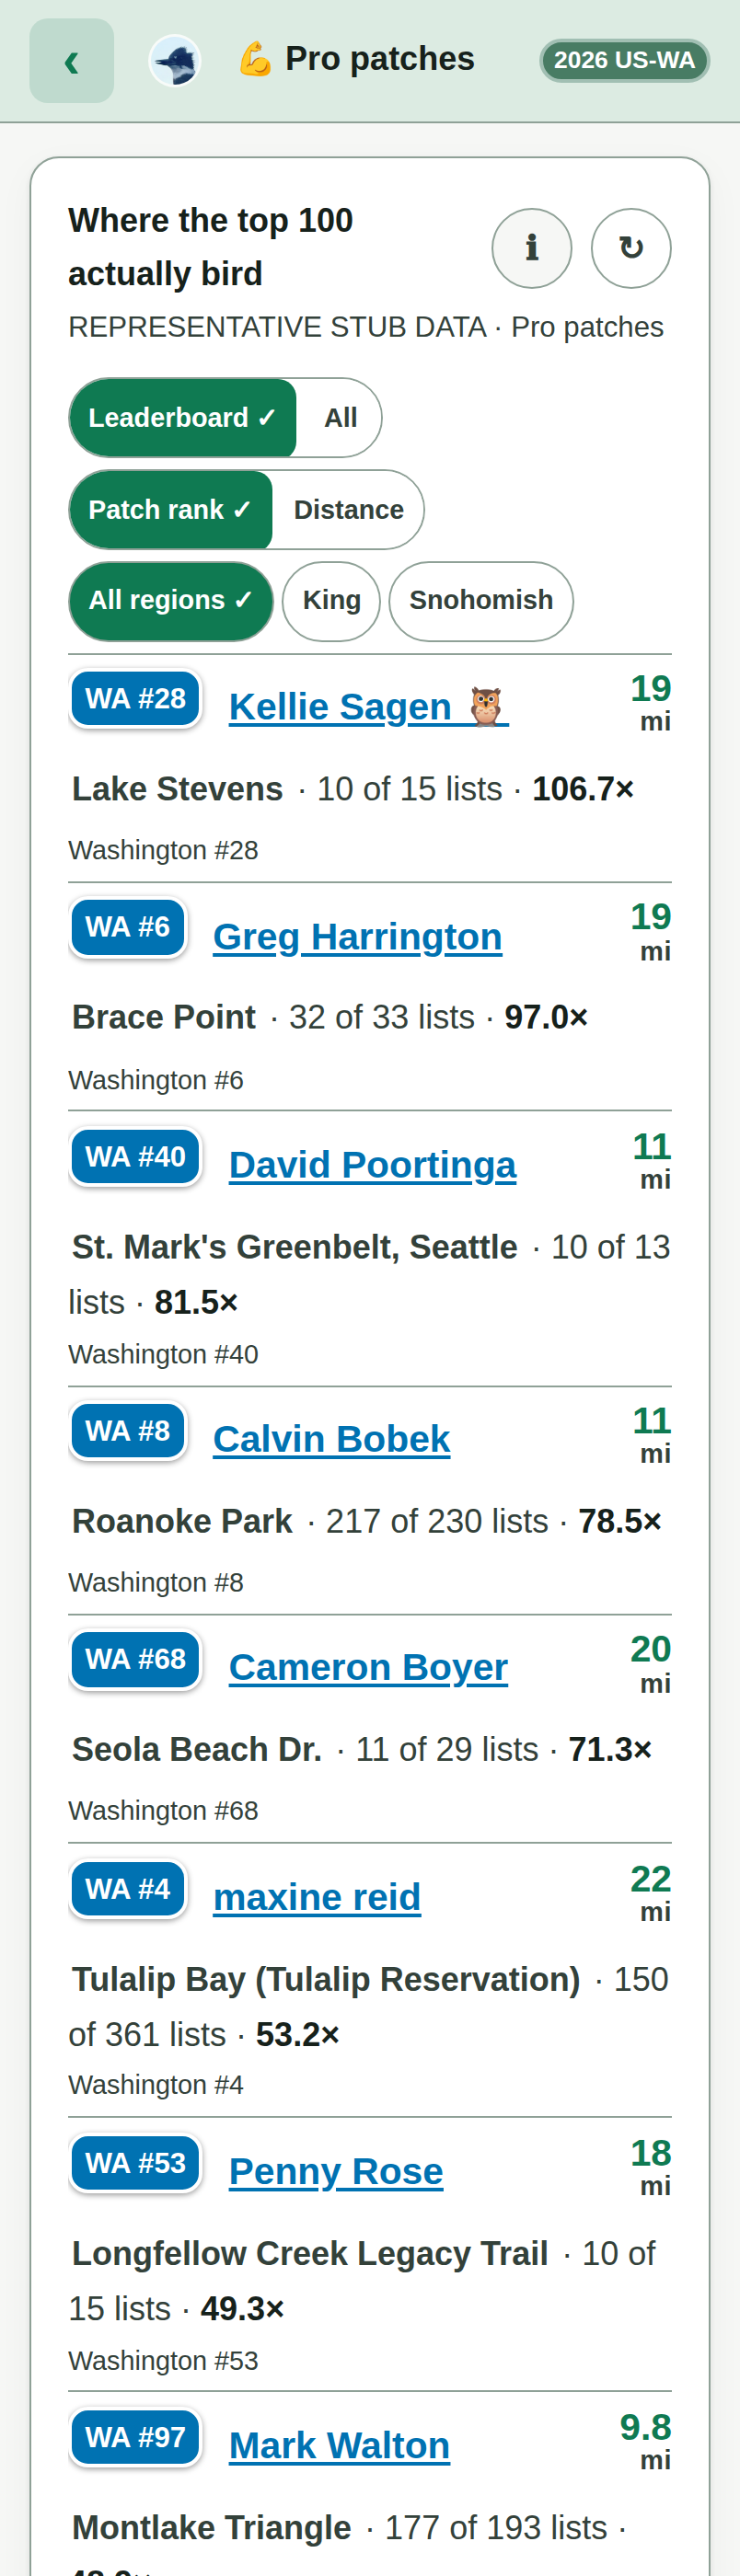 ‹ 💪 Pro patches 2026 US-WA
Where the top 100
actually bird
ℹ ↻
REPRESENTATIVE STUB DATA · Pro patches
Leaderboard ✓ All
Patch rank ✓ Distance
All regions ✓ King Snohomish
WA #28 Kellie Sagen 🦉 19 mi
Lake Stevens · 10 of 15 lists · 106.7×
Washington #28
WA #6 Greg Harrington 19 mi
Brace Point · 32 of 33 lists · 97.0×
Washington #6
WA #40 David Poortinga 11 mi
St. Mark's Greenbelt, Seattle · 10 of 13
lists · 81.5×
Washington #40
WA #8 Calvin Bobek 11 mi
Roanoke Park · 217 of 230 lists · 78.5×
Washington #8
WA #68 Cameron Boyer 20 mi
Seola Beach Dr. · 11 of 29 lists · 71.3×
Washington #68
WA #4 maxine reid 22 mi
Tulalip Bay (Tulalip Reservation) · 150
of 361 lists · 53.2×
Washington #4
WA #53 Penny Rose 18 mi
Longfellow Creek Legacy Trail · 10 of
15 lists · 49.3×
Washington #53
WA #97 Mark Walton 9.8 mi
Montlake Triangle · 177 of 193 lists ·